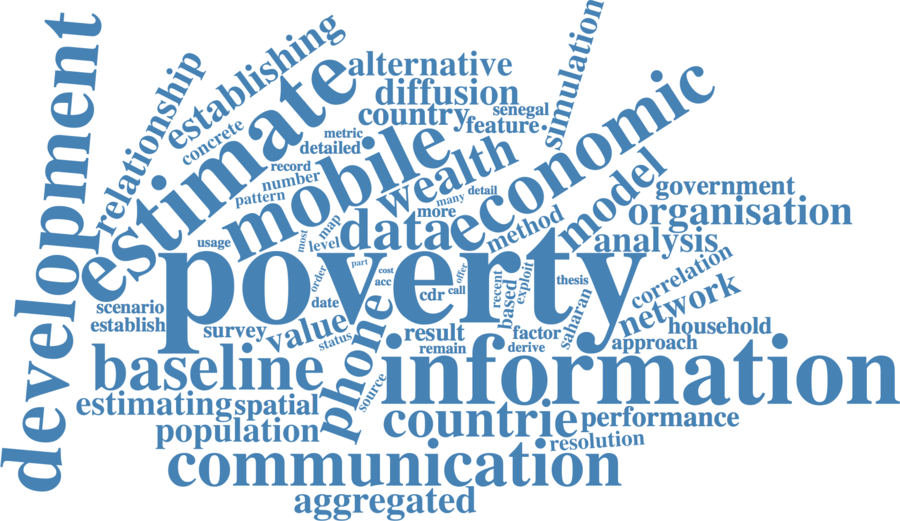 development
relationship
establishing
concrete
estimate
alternative
diffusion
country
senegal
feature
simulation
metric
detailed
record
number
pattern
mobile
wealth
many
detail
more
economic
model
method
government
organisation
analysis
correlation
network
household
approach
usage
most
map
level
data
poverty
order
part
cost
acc
cdr
call
offer
recent
exploit
based
thesis
saharan
scenario
establish
date
survey
value
status
phone
source
result
remain
factor
derive
baseline
information
estimating
spatial
population
countrie
performance
resolution
communication
aggregated